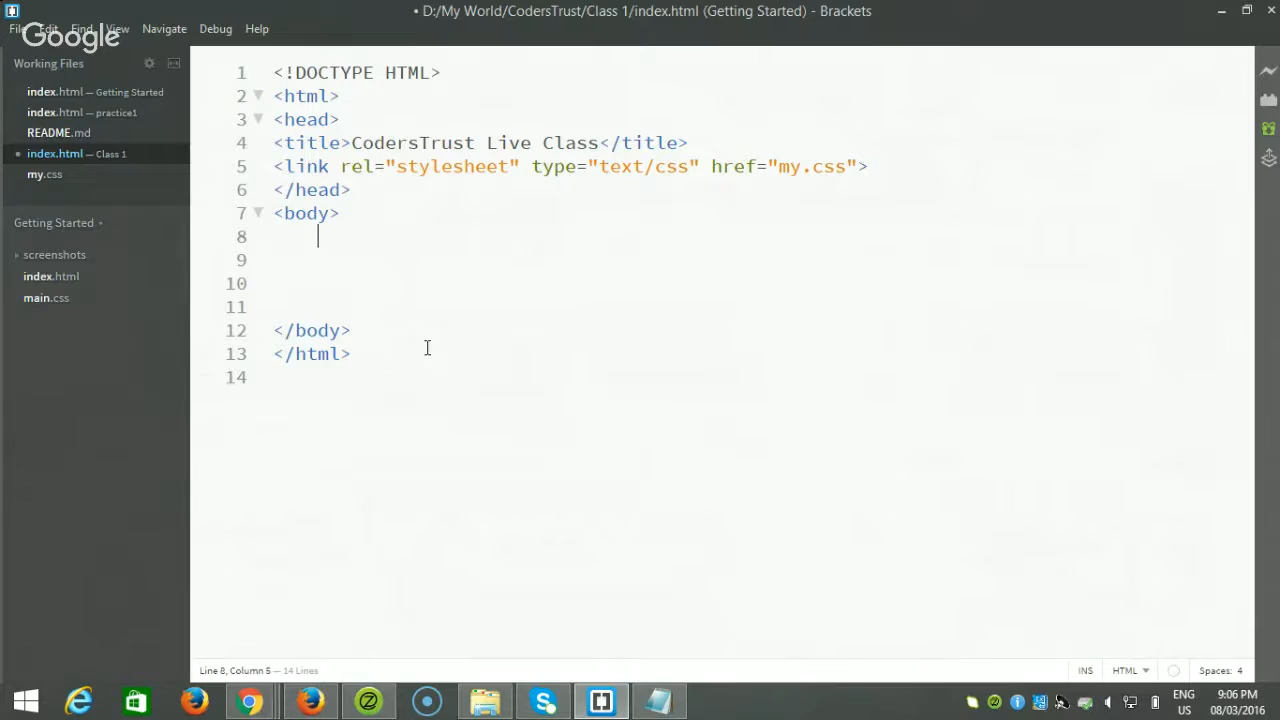 • D:/My World/CodersTrust/Class 1/index.html (Getting Started) - Brackets
File Edit Find View Navigate Debug Help
Google
Working Files
index.html — Getting Started
index.html — practice1
README.md
• index.html — Class 1
my.css
Getting Started
screenshots
index.html
main.css
1 <!DOCTYPE HTML>
2 <html>
3 <head>
4 <title>CodersTrust Live Class</title>
5 <link rel="stylesheet" type="text/css" href="my.css">
6 </head>
7 <body>
8
9
10
11
12 </body>
13 </html>
14
Line 8, Column 5 — 14 Lines
INS HTML Spaces: 4
ENG 9:06 PM
US 08/03/2016